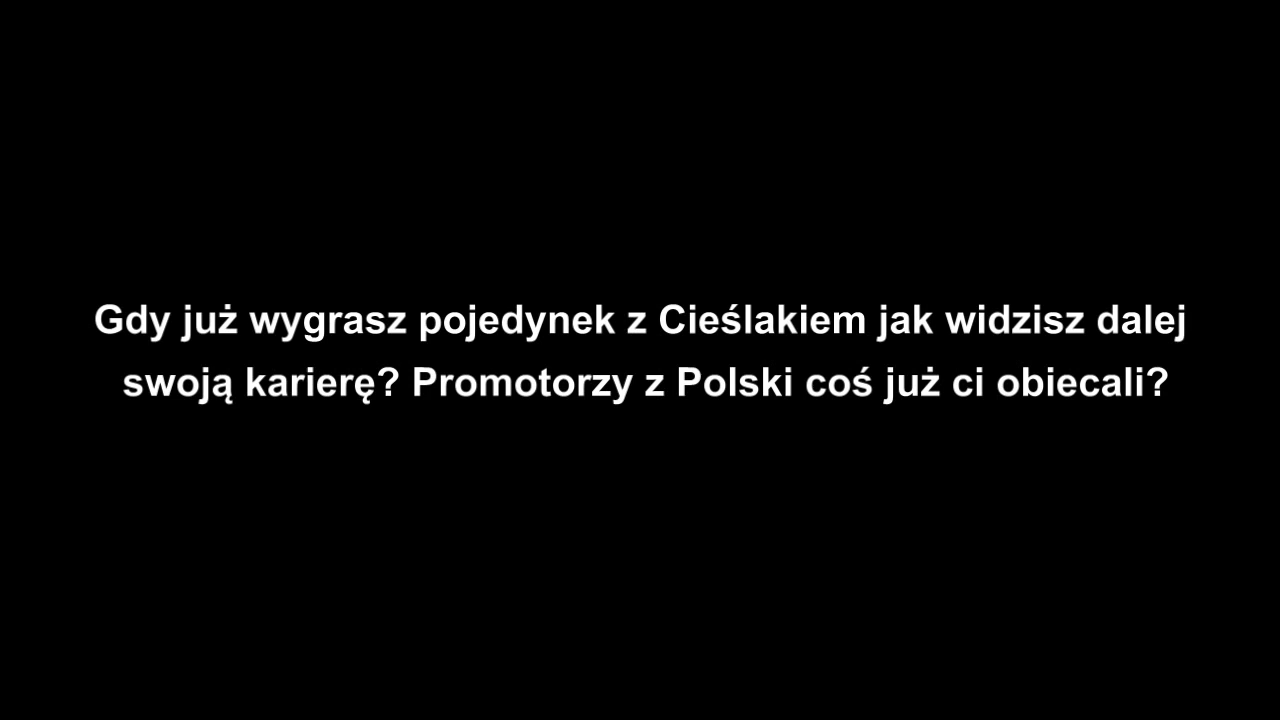 Gdy już wygrasz pojedynek z Cieślakiem jak widzisz dalej
swoją karierę? Promotorzy z Polski coś już ci obiecali?